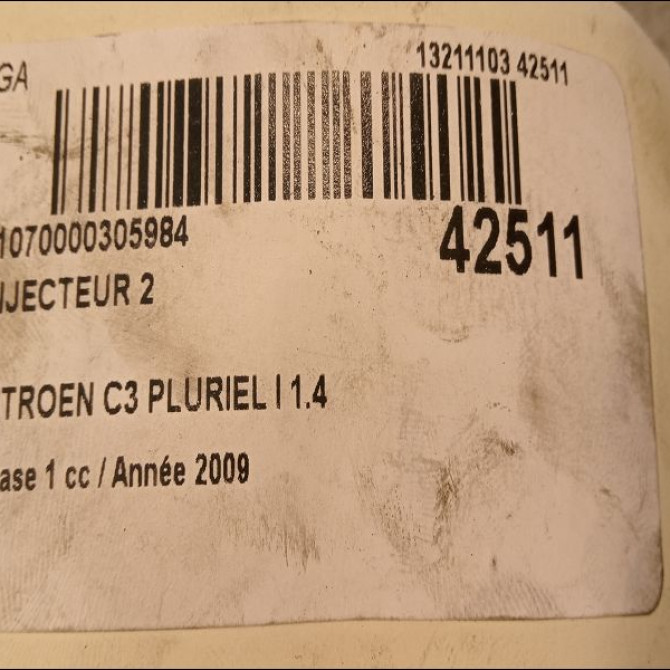 GA
13211103 42511
1070000305984
42511
NJECTEUR 2
TROEN C3 PLURIEL I 1.4
ase 1 cc / Année 2009